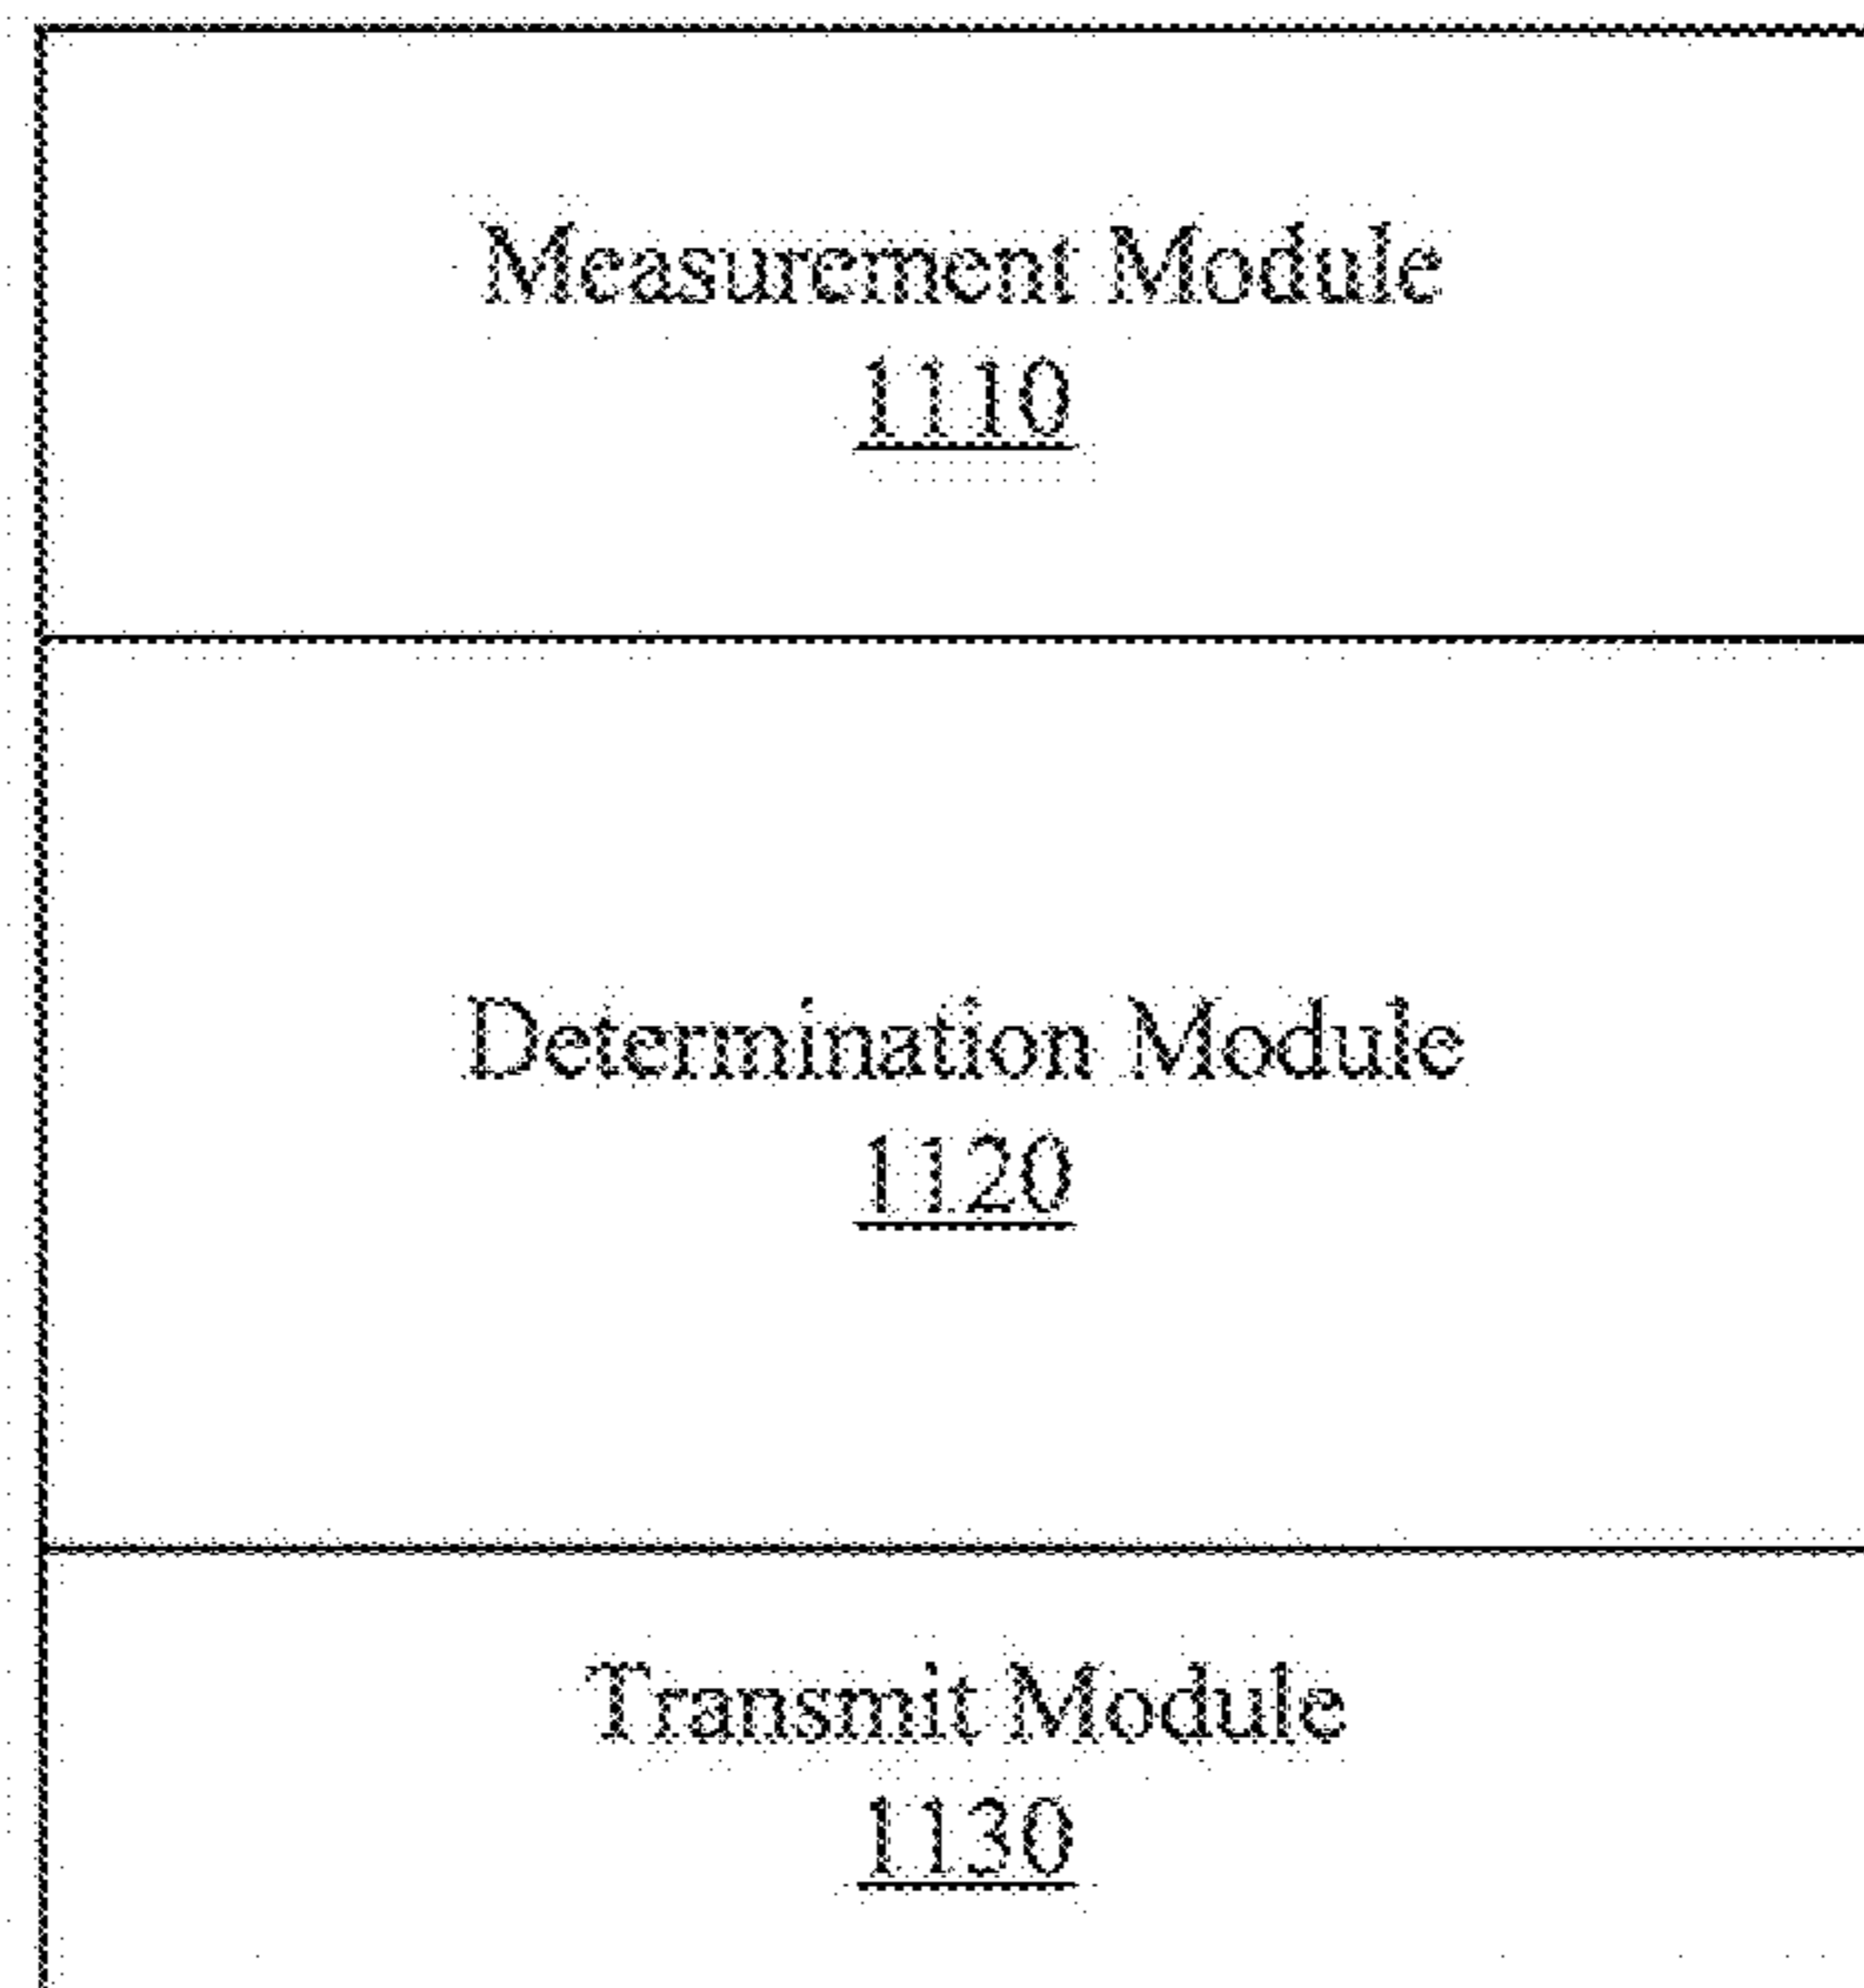 Measurement Module
1110
Determination Module
1120
Transmit Module
1130